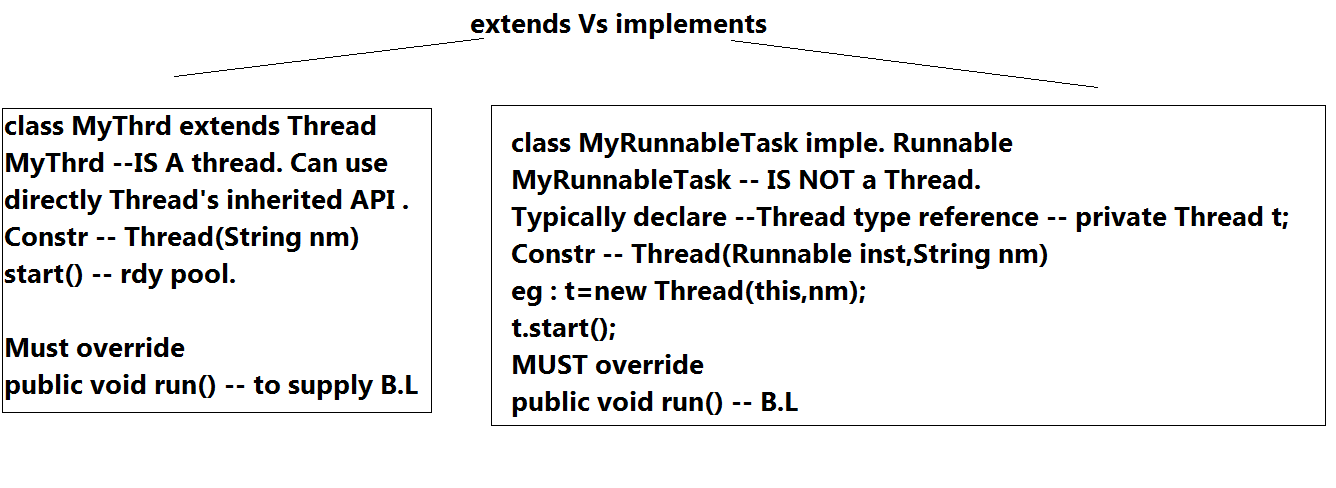 extends Vs implements
class MyThrd extends Thread
MyThrd --IS A thread. Can use
directly Thread's inherited API .
Constr -- Thread(String nm)
start() -- rdy pool.
Must override
public void run() -- to supply B.L
class MyRunnableTask imple. Runnable
MyRunnableTask -- IS NOT a Thread.
Typically declare --Thread type reference -- private Thread t;
Constr -- Thread(Runnable inst,String nm)
eg : t=new Thread(this,nm);
t.start();
MUST override
public void run() -- B.L